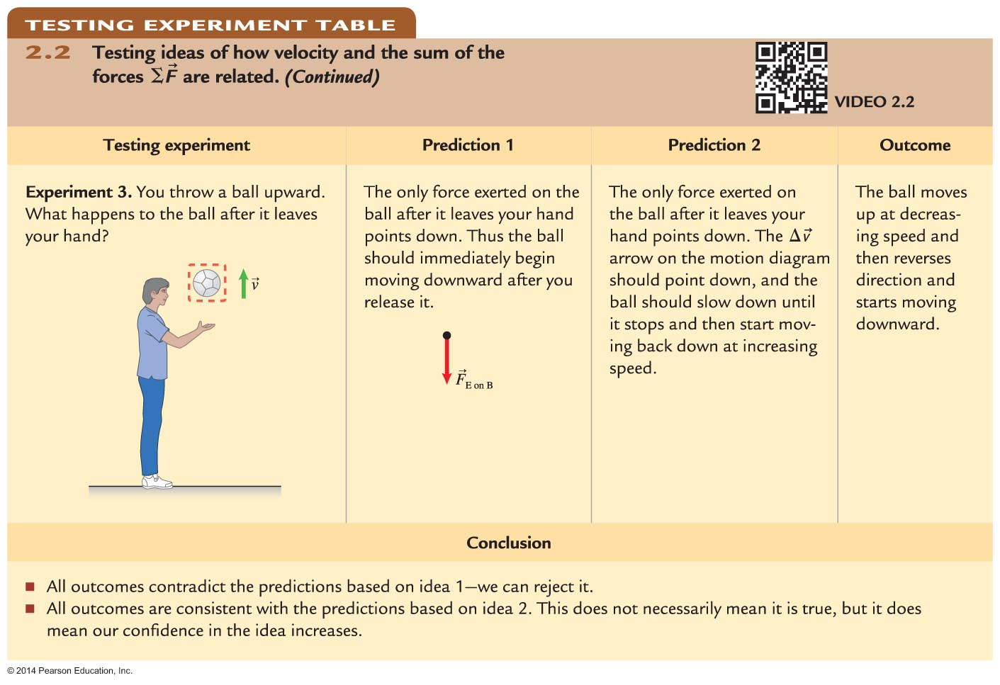 TESTING EXPERIMENT TABLE
2.2 Testing ideas of how velocity and the sum of the
forces ΣF⃗ are related. (Continued)
VIDEO 2.2
Testing experiment
Prediction 1
Prediction 2
Outcome
Experiment 3. You throw a ball upward.
What happens to the ball after it leaves
your hand?
v⃗
The only force exerted on the
ball after it leaves your hand
points down. Thus the ball
should immediately begin
moving downward after you
release it.
F⃗ E on B
The only force exerted on
the ball after it leaves your
hand points down. The Δv⃗
arrow on the motion diagram
should point down, and the
ball should slow down until
it stops and then start mov-
ing back down at increasing
speed.
The ball moves
up at decreas-
ing speed and
then reverses
direction and
starts moving
downward.
Conclusion
■ All outcomes contradict the predictions based on idea 1—we can reject it.
■ All outcomes are consistent with the predictions based on idea 2. This does not necessarily mean it is true, but it does
mean our confidence in the idea increases.
© 2014 Pearson Education, Inc.